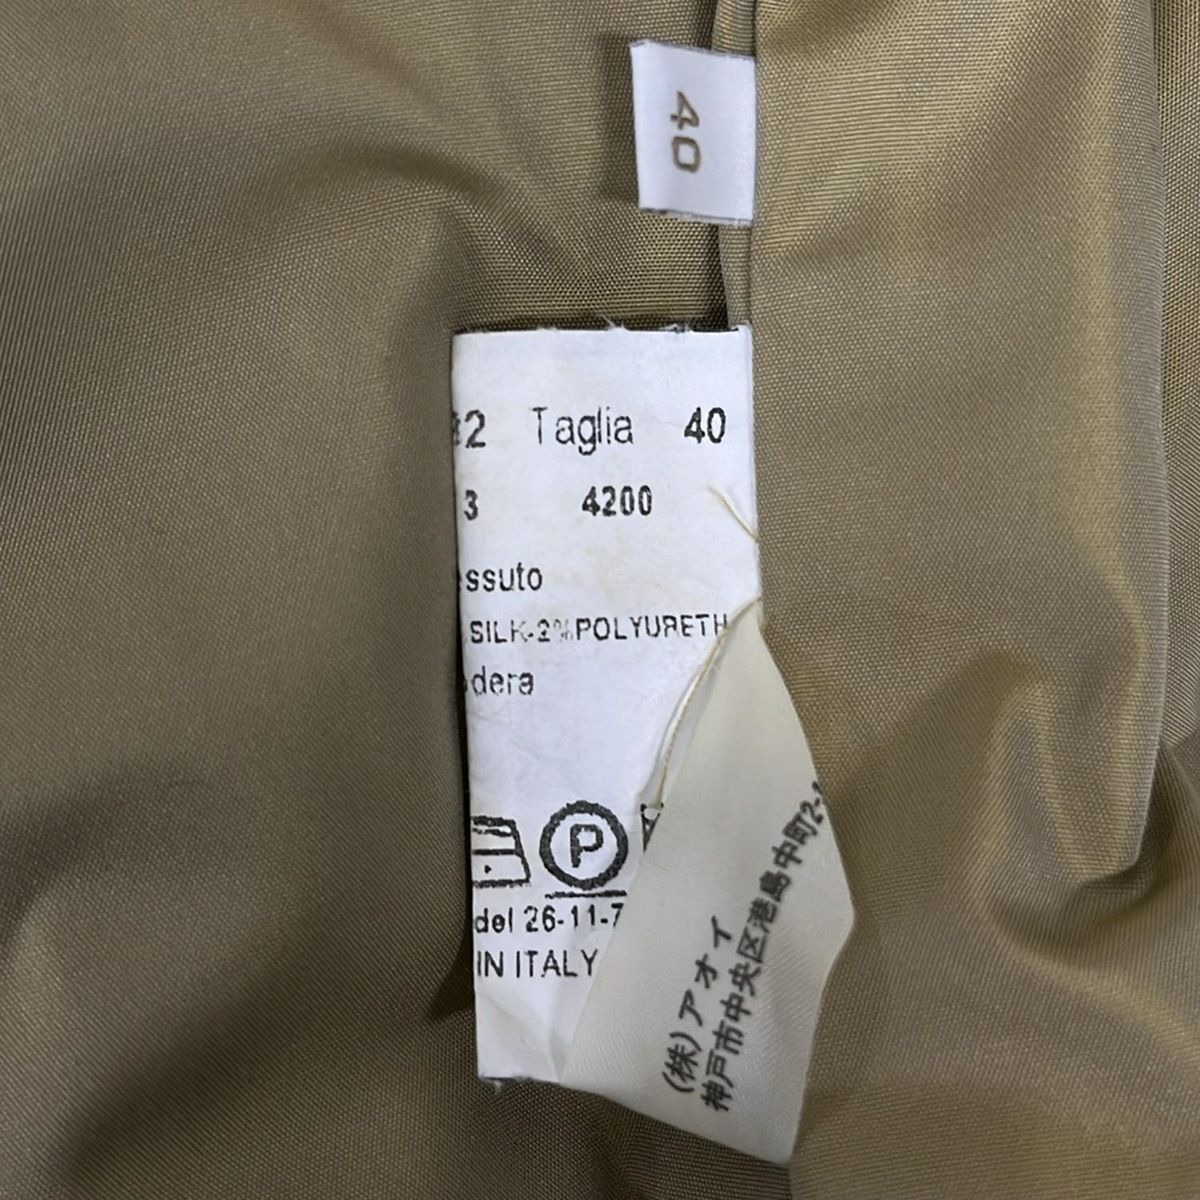 40
2 Taglia 40
3 4200
ssuto
SILK-2%POLYURETH
dera
P
del 26-11-7
IN ITALY
(株)アオイ
神戸市中央区港島中町2-